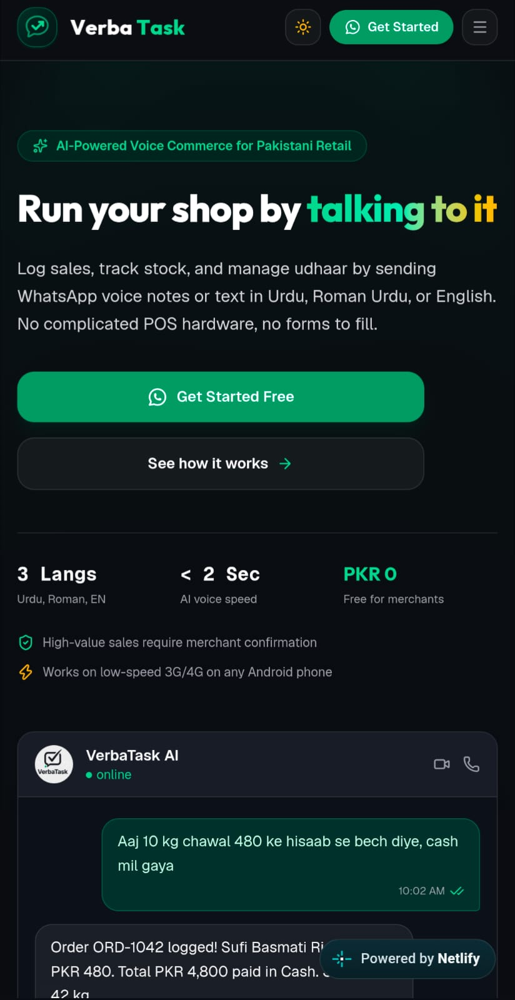 Verba Task
Get Started
AI-Powered Voice Commerce for Pakistani Retail
Run your shop by talking to it
Log sales, track stock, and manage udhaar by sending
WhatsApp voice notes or text in Urdu, Roman Urdu, or English.
No complicated POS hardware, no forms to fill.
Get Started Free
See how it works →
3 Langs
Urdu, Roman, EN
< 2 Sec
AI voice speed
PKR 0
Free for merchants
High-value sales require merchant confirmation
Works on low-speed 3G/4G on any Android phone
VerbaTask
VerbaTask AI
online
Aaj 10 kg chawal 480 ke hisaab se bech diye, cash
mil gaya
10:02 AM
Order ORD-1042 logged! Sufi Basmati
PKR 480. Total PKR 4,800 paid in Cash.
42 kg
Powered by Netlify